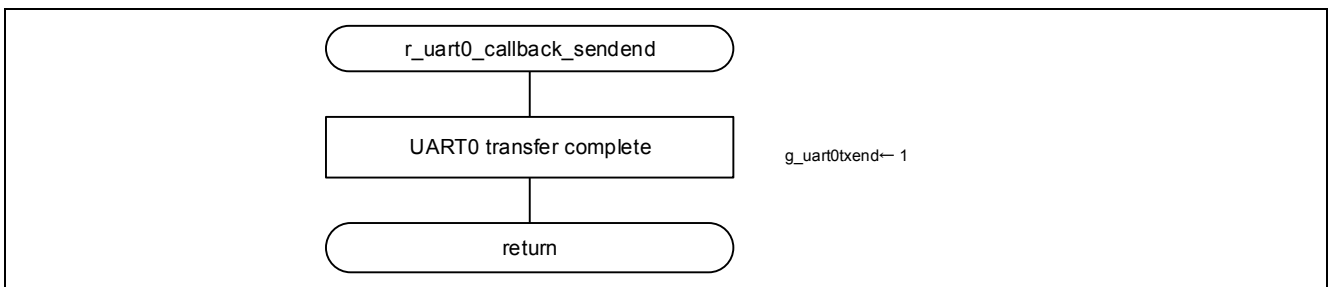 r_uart0_callback_sendend
UART0 transfer complete
g_uart0txend← 1
return